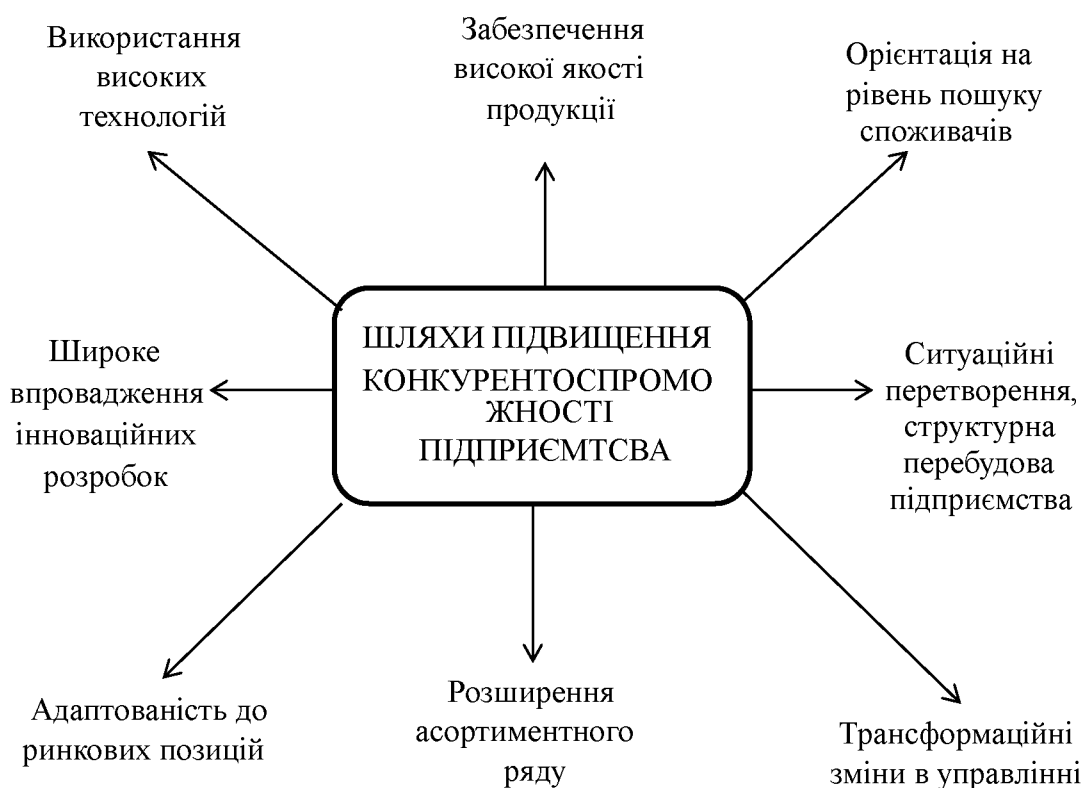 Використання
високих
технологій
Забезпечення
високої якості
продукції
Орієнтація на
рівень пошуку
споживачів
Широке
впровадження
інноваційних
розробок
ШЛЯХИ ПІДВИЩЕННЯ
КОНКУРЕНТОСПРОМО
ЖНОСТІ
ПІДПРИЄМТСВА
Ситуаційні
перетворення,
структурна
перебудова
підприємства
Адаптованість до
ринкових позицій
Розширення
асортиментного
ряду
Трансформаційні
зміни в управлінні